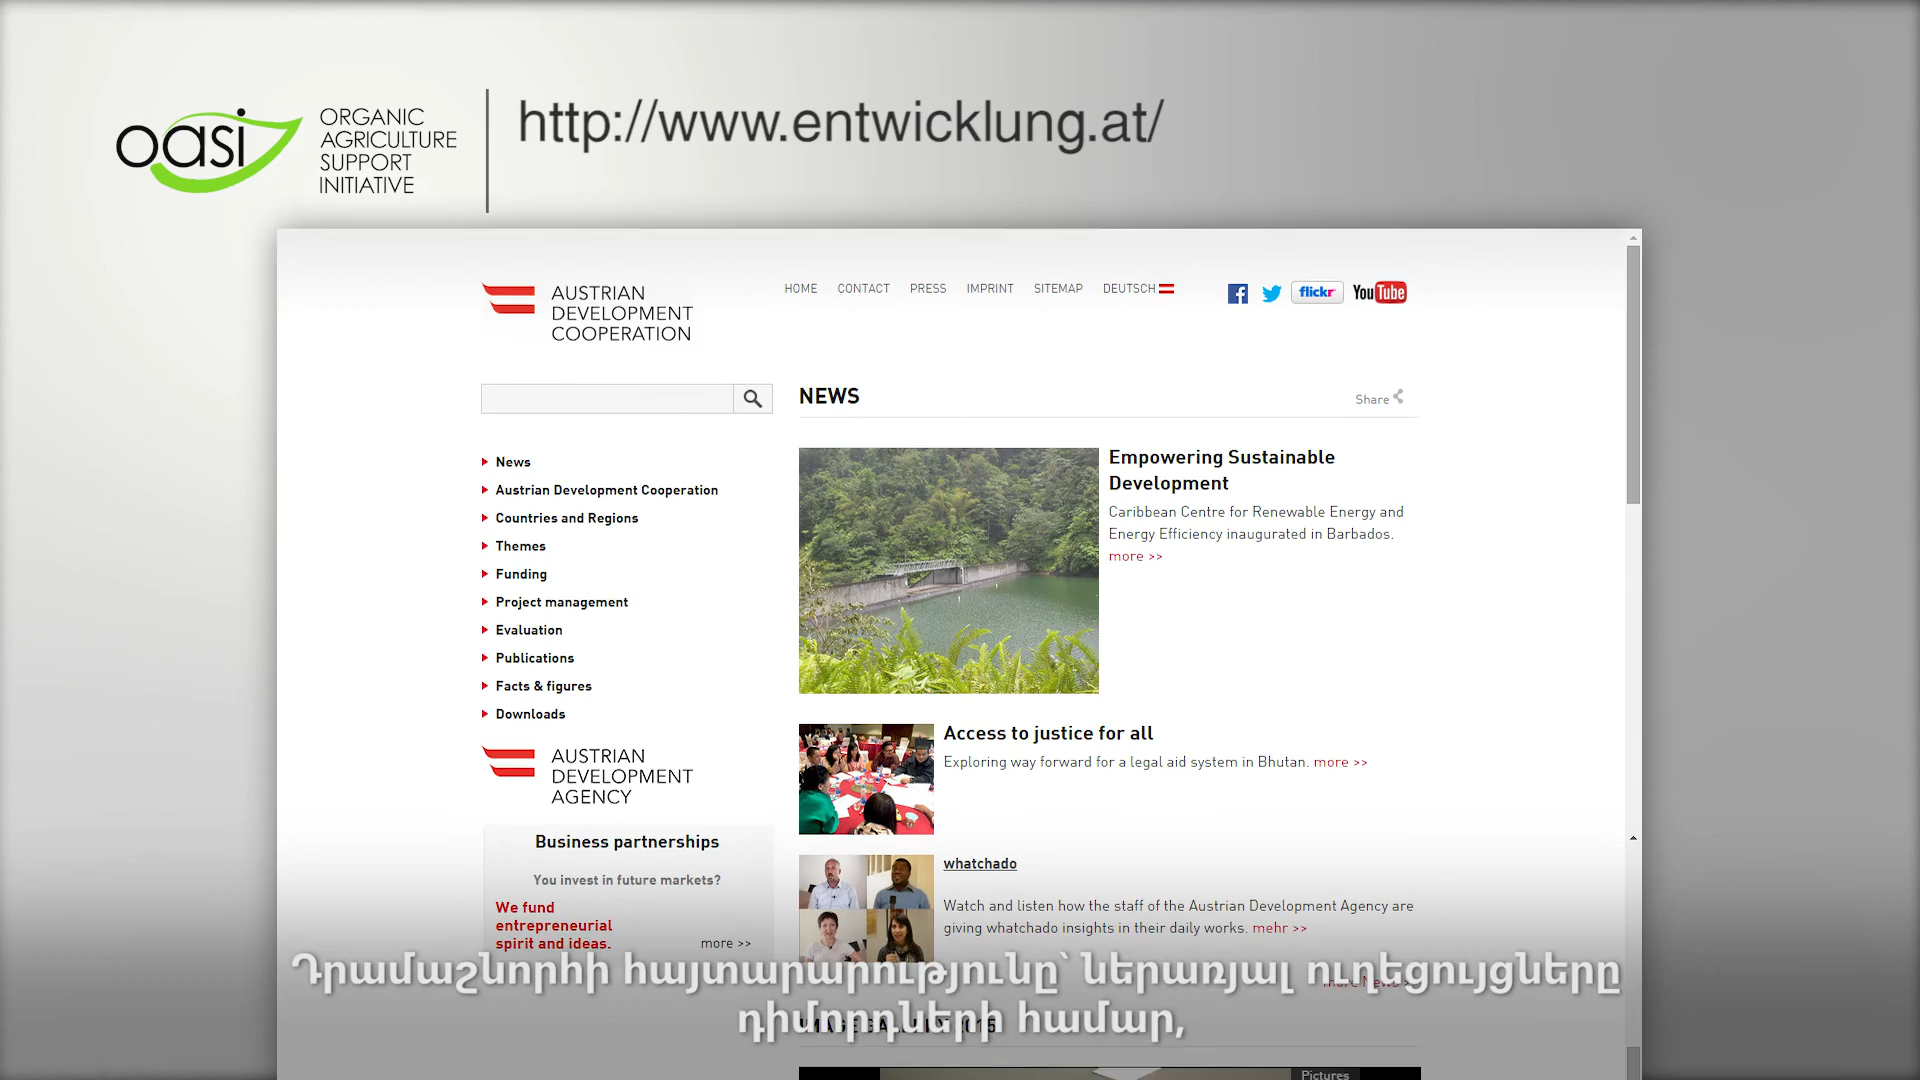 oasi
ORGANIC
AGRICULTURE
SUPPORT
INITIATIVE
http://www.entwicklung.at/
AUSTRIAN
DEVELOPMENT
COOPERATION
HOME CONTACT PRESS IMPRINT SITEMAP DEUTSCH
flickr YouTube
NEWS
Share
News
Austrian Development Cooperation
Countries and Regions
Themes
Funding
Project management
Evaluation
Publications
Facts & figures
Downloads
AUSTRIAN
DEVELOPMENT
AGENCY
Business partnerships
You invest in future markets?
We fund
entrepreneurial
spirit and ideas.
more >>
Empowering Sustainable
Development
Caribbean Centre for Renewable Energy and
Energy Efficiency inaugurated in Barbados.
more >>
Access to justice for all
Exploring way forward for a legal aid system in Bhutan. more >>
whatchado
Watch and listen how the staff of the Austrian Development Agency are
giving whatchado insights in their daily works. mehr >>
more News >
IMAGE GALLERY 2015
Pictures
Դրամաշնորհի հայտարարությունը՝ ներառյալ ուղեցույցները
դիմորդների համար,